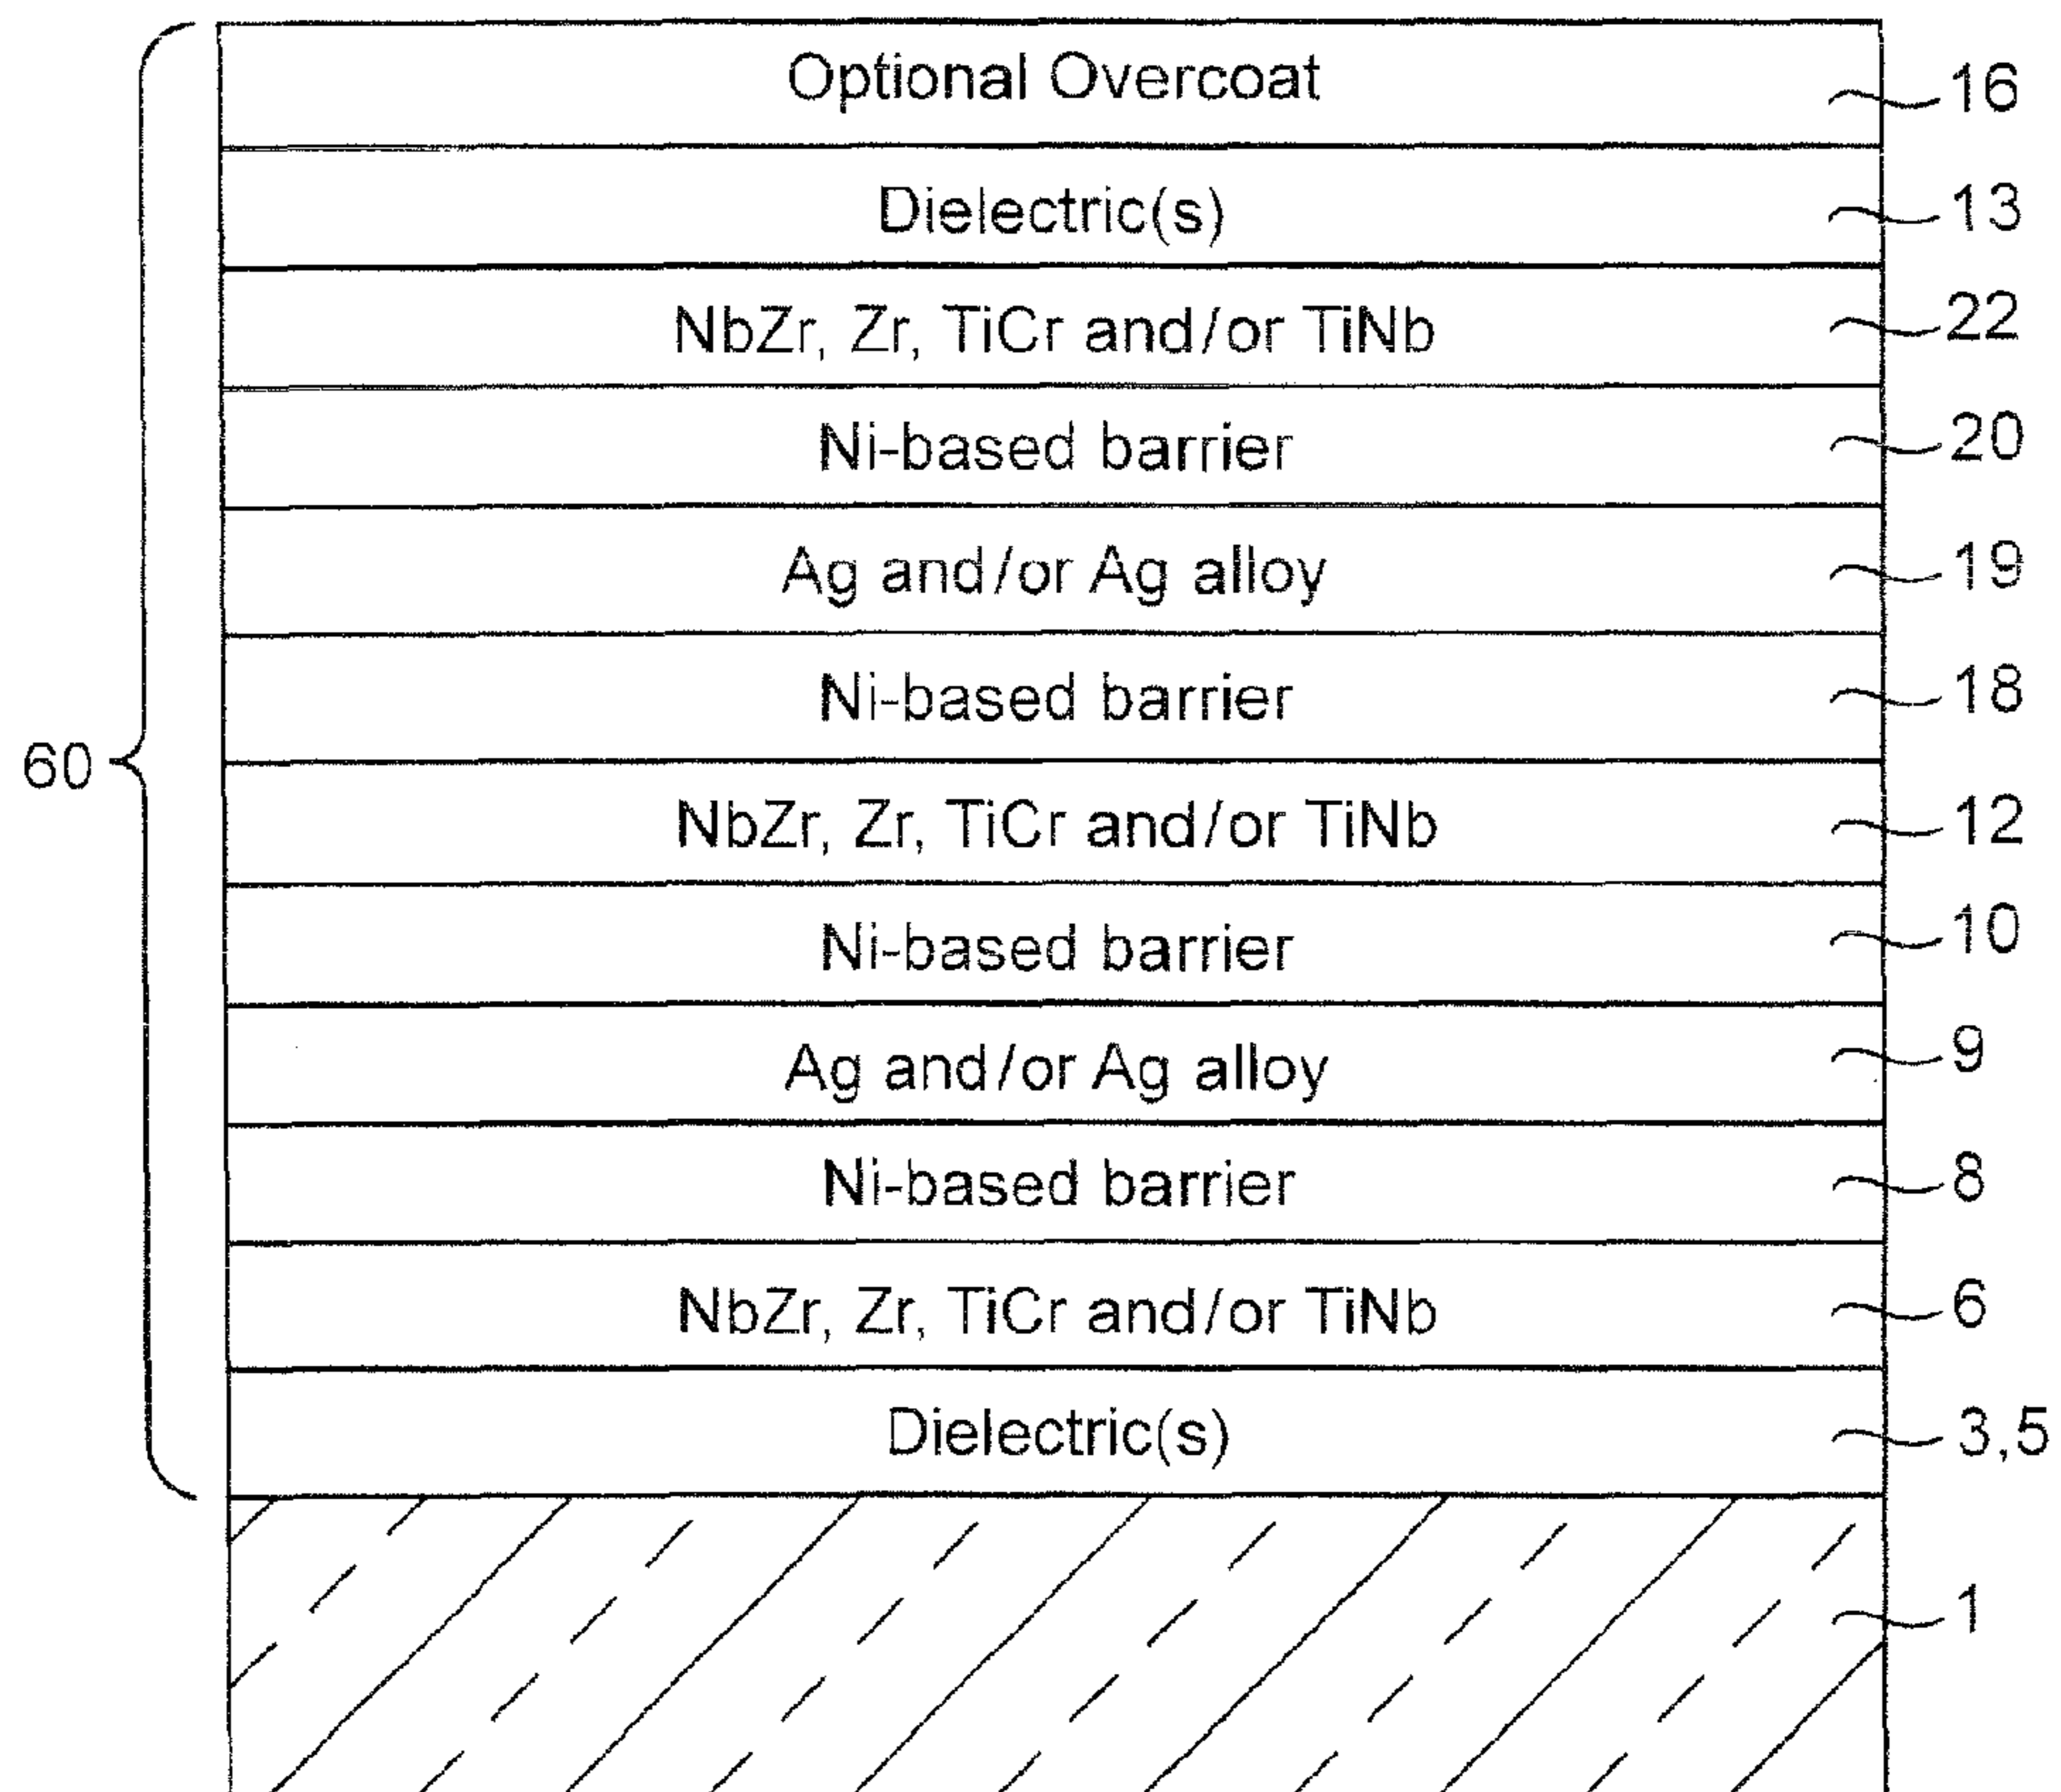 Optional Overcoat 16
Dielectric(s) 13
NbZr, Zr, TiCr and/or TiNb 22
Ni-based barrier 20
Ag and/or Ag alloy 19
Ni-based barrier 18
60
NbZr, Zr, TiCr and/or TiNb 12
Ni-based barrier 10
Ag and/or Ag alloy 9
Ni-based barrier 8
NbZr, Zr, TiCr and/or TiNb 6
Dielectric(s) 3,5
1